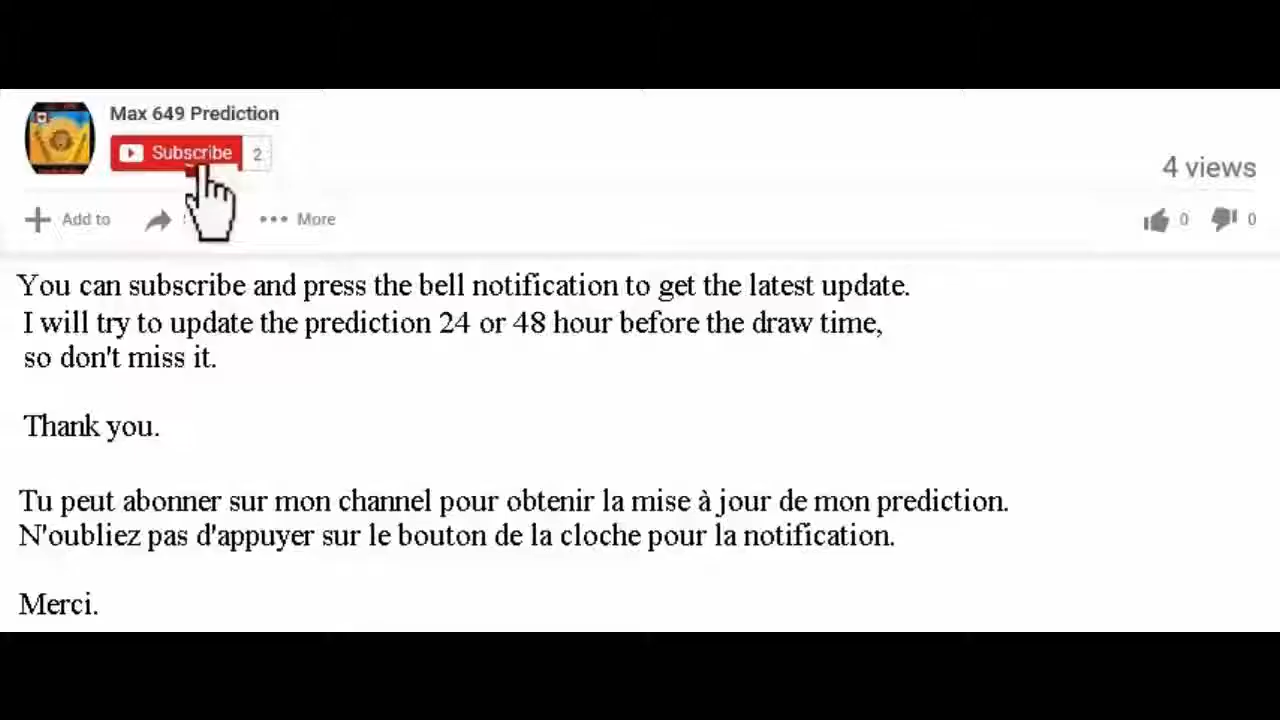 Max 649 Prediction
Subscribe 2
4 views
Add to
More
0 0
You can subscribe and press the bell notification to get the latest update.
I will try to update the prediction 24 or 48 hour before the draw time,
so don't miss it.
Thank you.
Tu peut abonner sur mon channel pour obtenir la mise à jour de mon prediction.
N'oubliez pas d'appuyer sur le bouton de la cloche pour la notification.
Merci.